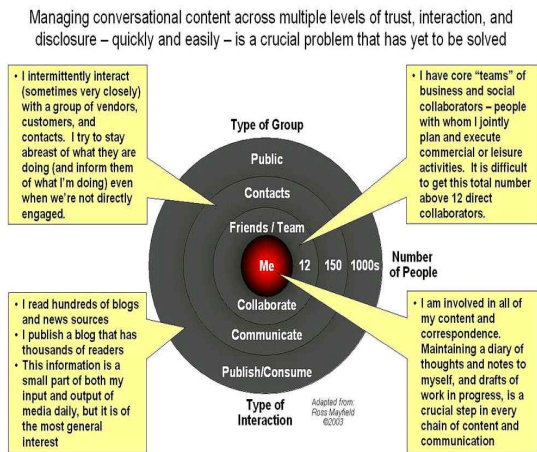 Managing conversational content across multiple levels of trust, interaction, and
disclosure – quickly and easily – is a crucial problem that has yet to be solved
• I intermittently interact
(sometimes very closely)
with a group of vendors,
customers, and
contacts. I try to stay
abreast of what they are
doing (and inform them
of what I'm doing) even
when we're not directly
engaged.
• I have core “teams” of
business and social
collaborators – people
with whom I jointly
plan and execute
commercial or leisure
activities. It is difficult
to get this total number
above 12 direct
collaborators.
Type of Group
Public
Contacts
Friends / Team
Me
12
150
1000s
Number
of People
Collaborate
Communicate
Publish/Consume
Type of
Interaction
Adapted from:
Ross Mayfield
©2003
• I read hundreds of blogs
and news sources
• I publish a blog that has
thousands of readers
• This information is a
small part of both my
input and output of
media daily, but it is of
the most general
interest
• I am involved in all of
my content and
correspondence.
Maintaining a diary of
thoughts and notes to
myself, and drafts of
work in progress, is a
crucial step in every
chain of content and
communication